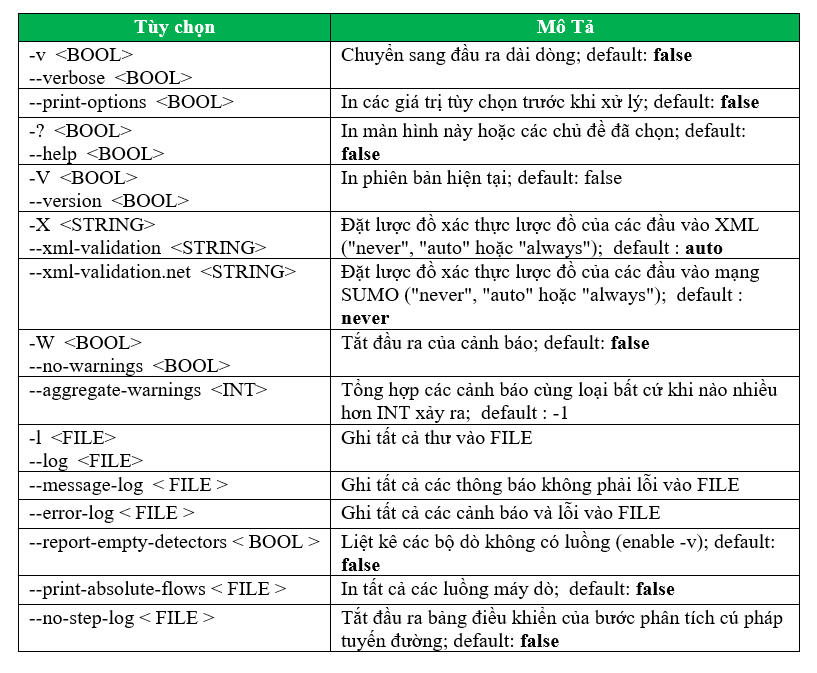 Tùy chọn
Mô Tả
-v <BOOL>
--verbose <BOOL>
Chuyển sang đầu ra dài dòng; default: false
--print-options <BOOL>
In các giá trị tùy chọn trước khi xử lý; default: false
-? <BOOL>
--help <BOOL>
In màn hình này hoặc các chủ đề đã chọn; default:
false
-V <BOOL>
--version <BOOL>
In phiên bản hiện tại; default: false
-X <STRING>
--xml-validation <STRING>
Đặt lược đồ xác thực lược đồ của các đầu vào XML
("never", "auto" hoặc "always"); default : auto
--xml-validation.net <STRING>
Đặt lược đồ xác thực lược đồ của các đầu vào mạng
SUMO ("never", "auto" hoặc "always"); default :
never
-W <BOOL>
--no-warnings <BOOL>
Tắt đầu ra của cảnh báo; default: false
--aggregate-warnings <INT>
Tổng hợp các cảnh báo cùng loại bất cứ khi nào nhiều
hơn INT xảy ra; default : -1
-l <FILE>
--log <FILE>
Ghi tất cả thư vào FILE
--message-log < FILE >
Ghi tất cả các thông báo không phải lỗi vào FILE
--error-log < FILE >
Ghi tất cả các cảnh báo và lỗi vào FILE
--report-empty-detectors < BOOL >
Liệt kê các bộ dò không có luồng (enable -v); default:
false
--print-absolute-flows < FILE >
In tất cả các luồng máy dò; default: false
--no-step-log < FILE >
Tắt đầu ra bảng điều khiển của bước phân tích cú pháp
tuyến đường; default: false